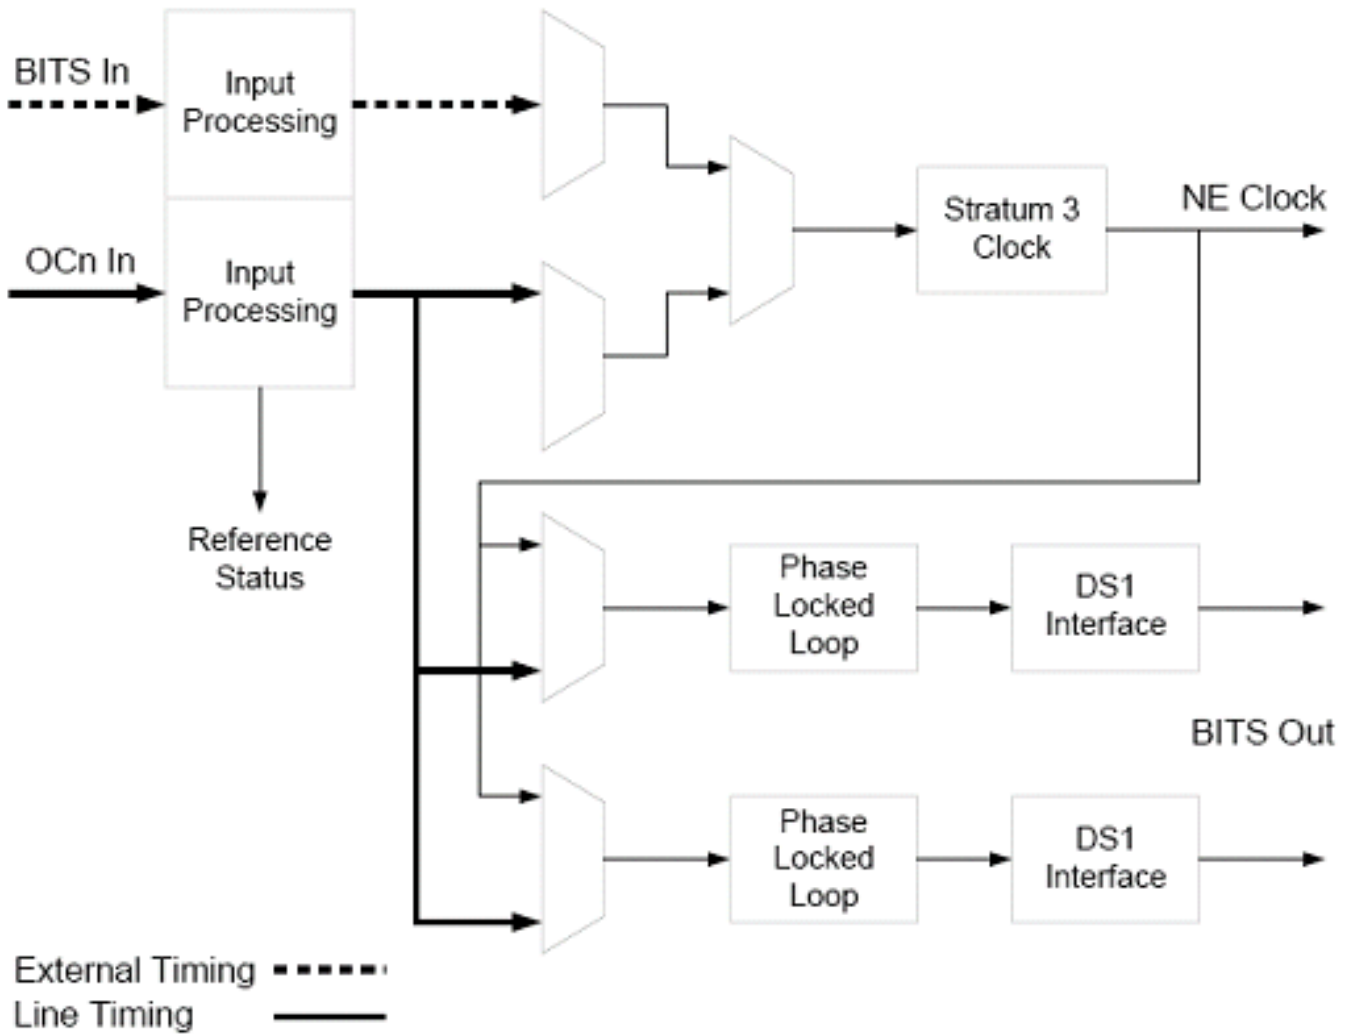 BITS In
Input
Processing
NE Clock
Stratum 3
Clock
OCn In
Input
Processing
Reference
Status
Phase
Locked
Loop
DS1
Interface
BITS Out
Phase
Locked
Loop
DS1
Interface
External Timing
Line Timing